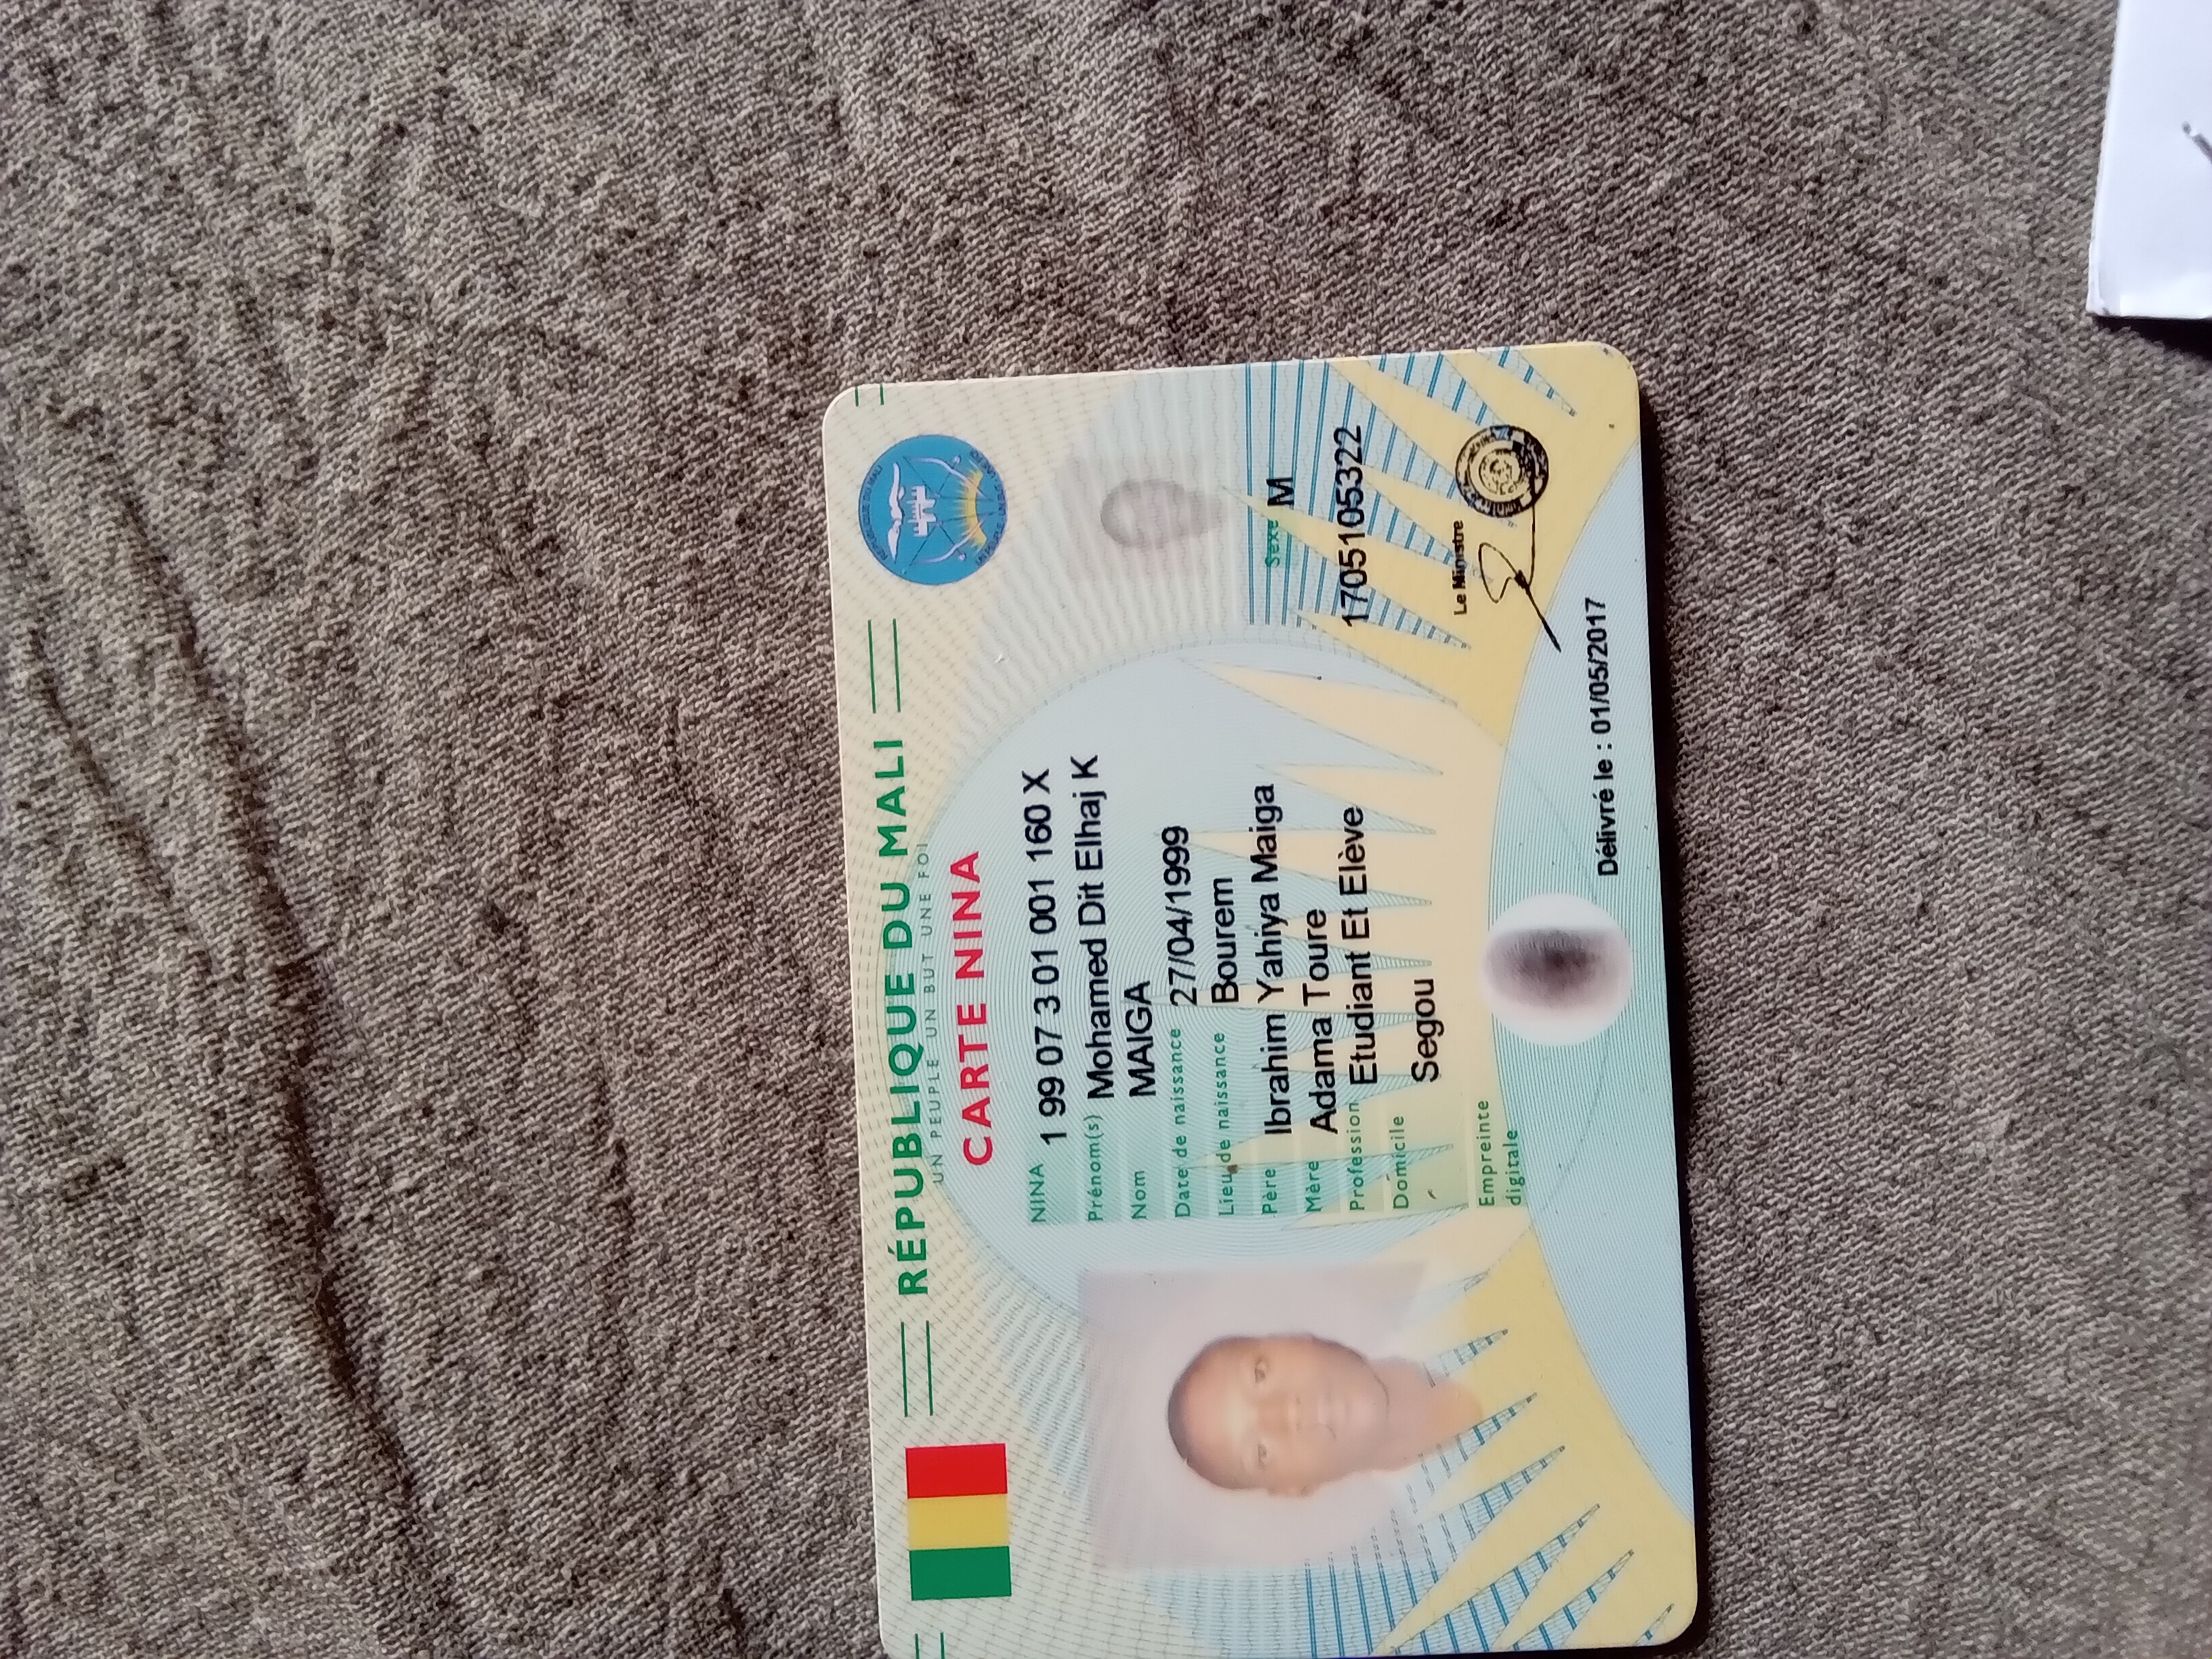 RÉPUBLIQUE DU MALI
UN PEUPLE UN BUT UNE FOI
CARTE NINA
NINA 1 99 07 3 01 001 160 X
Prénom(s) Mohamed Dit Elhaj K
Nom MAIGA
Date de naissance 27/04/1999
Lieu de naissance Bourem
Père Ibrahim Yahiya Maiga
Sexe M
Mère Adama Toure
Profession Etudiant Et Elève
17051053322
Domicile Segou
Le Ministre
Empreinte
digitale
Délivré le : 01/05/2017